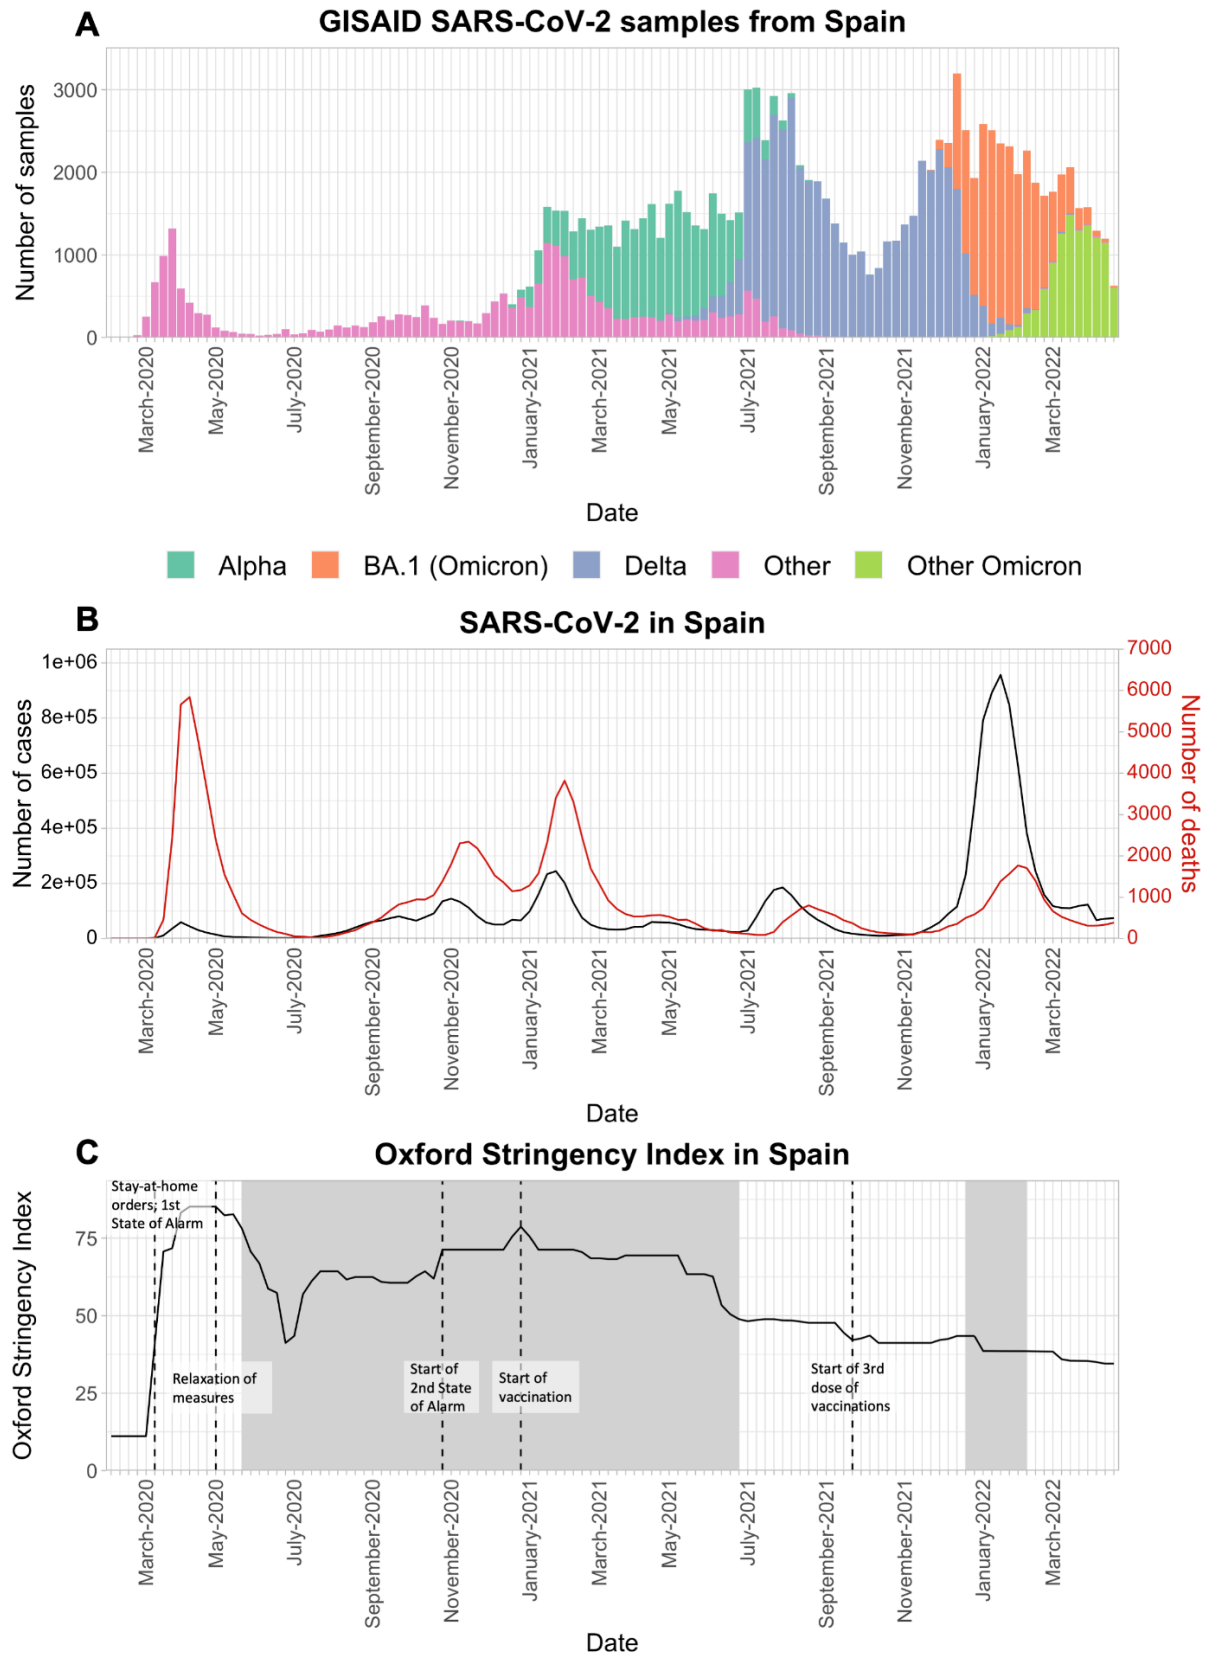 A
GISAID SARS-CoV-2 samples from Spain
Number of samples
3000
2000
1000
0
March-2020
May-2020
July-2020
September-2020
November-2020
January-2021
March-2021
May-2021
July-2021
September-2021
November-2021
January-2022
March-2022
Date
Alpha
BA.1 (Omicron)
Delta
Other
Other Omicron
B
SARS-CoV-2 in Spain
Number of cases
1e+06
8e+05
6e+05
4e+05
2e+05
0
7000
6000
5000
4000
3000
2000
1000
0
Number of deaths
March-2020
May-2020
July-2020
September-2020
November-2020
January-2021
March-2021
May-2021
July-2021
September-2021
November-2021
January-2022
March-2022
Date
C
Oxford Stringency Index in Spain
Oxford Stringency Index
75
50
25
0
Stay-at-home
orders; 1st
State of Alarm
Relaxation of
measures
Start of
2nd State
of Alarm
Start of
vaccination
Start of 3rd
dose of
vaccinations
March-2020
May-2020
July-2020
September-2020
November-2020
January-2021
March-2021
May-2021
July-2021
September-2021
November-2021
January-2022
March-2022
Date